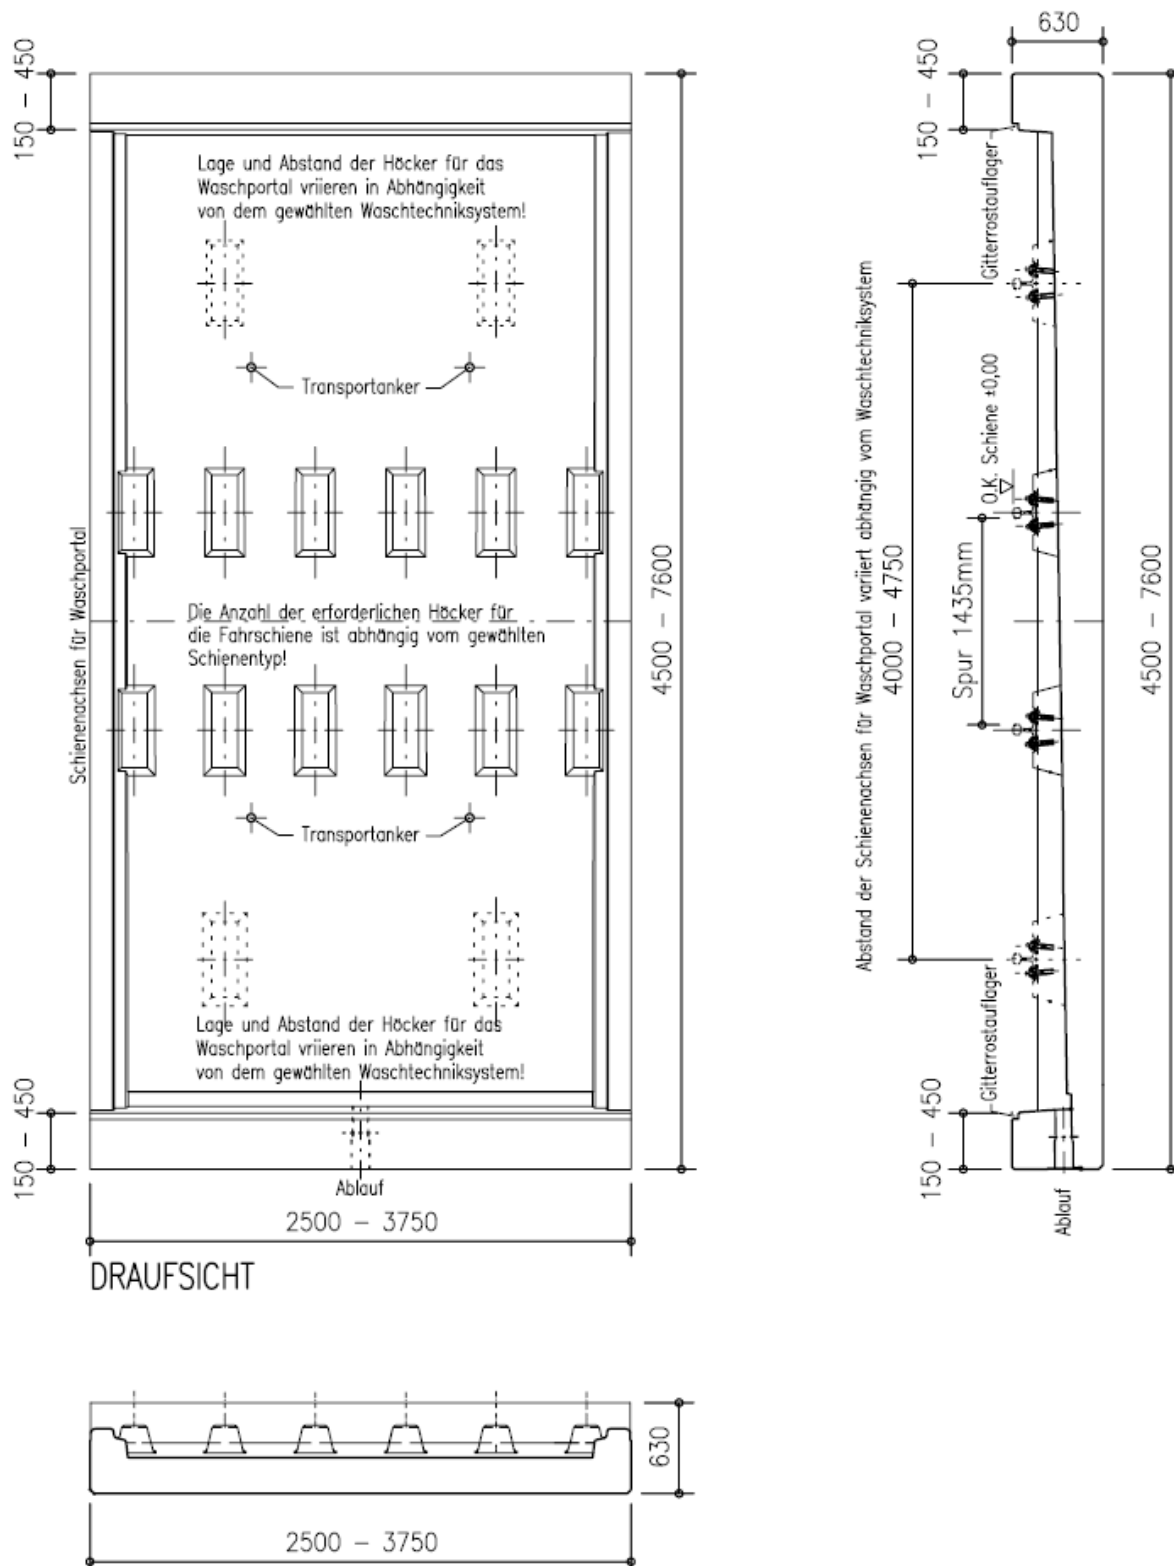 150 – 450
Lage und Abstand der Höcker für das
Waschportal vriieren in Abhängigkeit
von dem gewählten Waschtechniksystem!
Transportanker
Schienenachsen für Waschportal
Die Anzahl der erforderlichen Höcker für
die Fahrschiene ist abhängig vom gewählten
Schienentyp!
4500 – 7600
Transportanker
Lage und Abstand der Höcker für das
Waschportal vriieren in Abhängigkeit
von dem gewählten Waschtechniksystem!
150 – 450
Ablauf
2500 – 3750
DRAUFSICHT
630
150 – 450
Gitterrostauflager
Abstand der Schienenachsen für Waschportal variiert abhängig vom Waschtechniksystem
4000 – 4750
O.K. Schiene ±0,00
Spur 1435mm
4500 – 7600
Gitterrostauflager
150 – 450
Ablauf
630
2500 – 3750